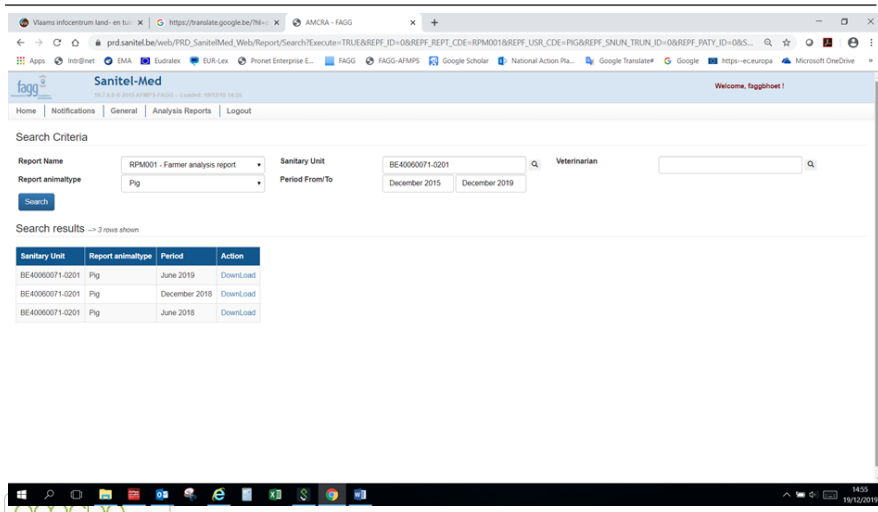 Vlaams infocentrum land- en tui
https://translate.google.be/?hl=
AMCRA - FAGG
prd.sanitel.be/web/PRD_SanitelMed_Web/Report/Search?Execute=TRUE&REPF_ID=0&REPF_REPT_CDE=RPM001&REPF_USR_CDE=PIG&REPF_SNUN_TRUN_ID=0&REPF_PATY_ID=0&S...
Apps Intr@net EMA Eudralex EUR-Lex Pronet Enterprise E... FAGG FAGG-AFMPS Google Scholar National Action Pla... Google Translate# Google https--ec.europa Microsoft OneDrive »
fagg
Sanitel-Med
Welcome, faggbhoet !
Home Notifications General Analysis Reports Logout
Search Criteria
Report Name RPM001 - Farmer analysis report Sanitary Unit BE40060071-0201 Veterinarian
Report animaltype Pig Period From/To December 2015 December 2019
Search
Search results --> 3 rows shown
Sanitary Unit Report animaltype Period Action
BE40060071-0201 Pig June 2019 DownLoad
BE40060071-0201 Pig December 2018 DownLoad
BE40060071-0201 Pig June 2018 DownLoad
14:55
19/12/2019